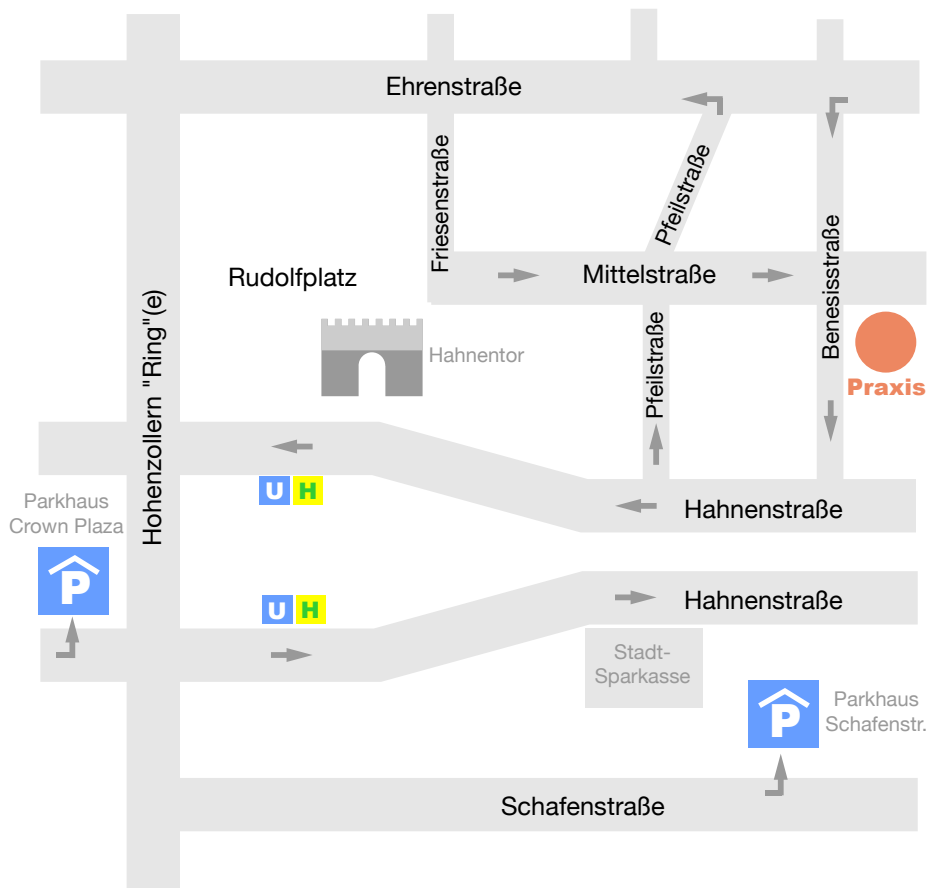 Ehrenstraße
Friesenstraße
Pfeilstraße
Benesisstraße
Mittelstraße
Rudolfplatz
Hohenzollern "Ring"(e)
Hahnentor
Pfeilstraße
Praxis
U H
Hahnenstraße
Parkhaus
Crown Plaza
P
U H
Hahnenstraße
Stadt-
Sparkasse
P
Parkhaus
Schafenstr.
Schafenstraße